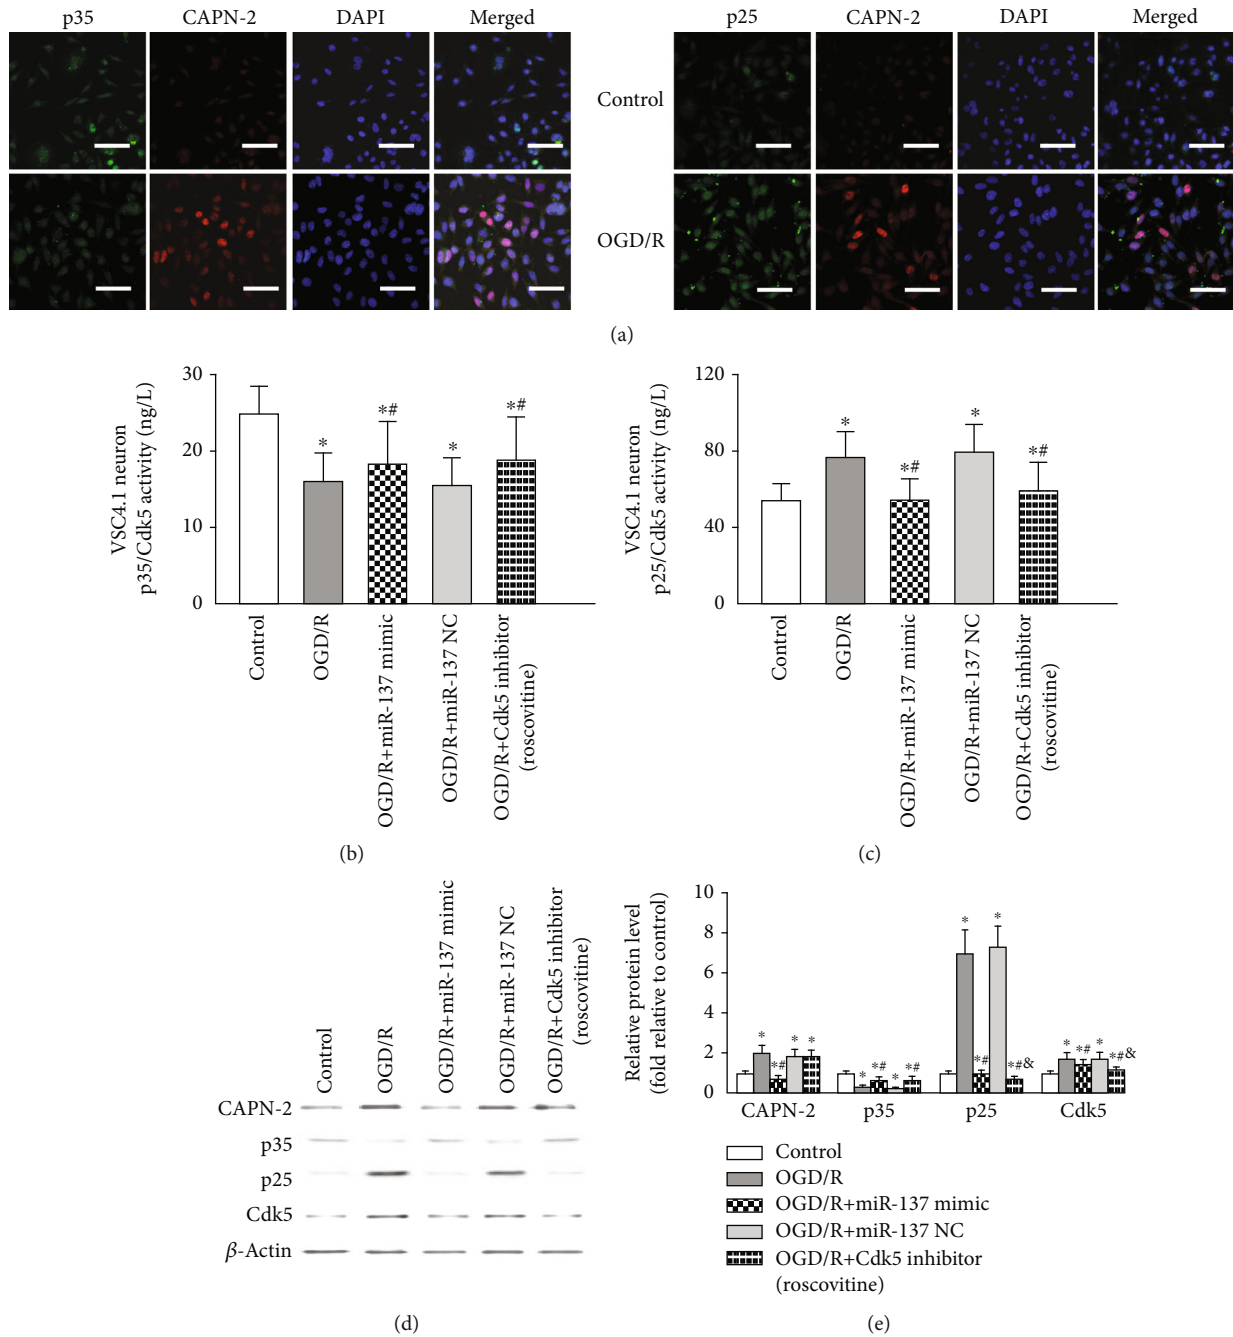 p35 CAPN-2 DAPI Merged
p25 CAPN-2 DAPI Merged
Control
OGD/R
(a)
VSC4.1 neuron
p35/Cdk5 activity (ng/L)
30
20
10
0
*
*#
*
*#
Control
OGD/R
OGD/R+miR-137 mimic
OGD/R+miR-137 NC
OGD/R+Cdk5 inhibitor
(roscovitine)
(b)
VSC4.1 neuron
p25/Cdk5 activity (ng/L)
120
80
40
0
*
*#
*
*#
Control
OGD/R
OGD/R+miR-137 mimic
OGD/R+miR-137 NC
OGD/R+Cdk5 inhibitor
(roscovitine)
(c)
Control
OGD/R
OGD/R+miR-137 mimic
OGD/R+miR-137 NC
OGD/R+Cdk5 inhibitor
(roscovitine)
CAPN-2
p35
p25
Cdk5
β-Actin
(d)
Relative protein level
(fold relative to control)
10
8
6
4
2
0
* *# * *
* *# * *#
* *# * *#&
* *# * *#&
CAPN-2 p35 p25 Cdk5
Control
OGD/R
OGD/R+miR-137 mimic
OGD/R+miR-137 NC
OGD/R+Cdk5 inhibitor
(roscovitine)
(e)